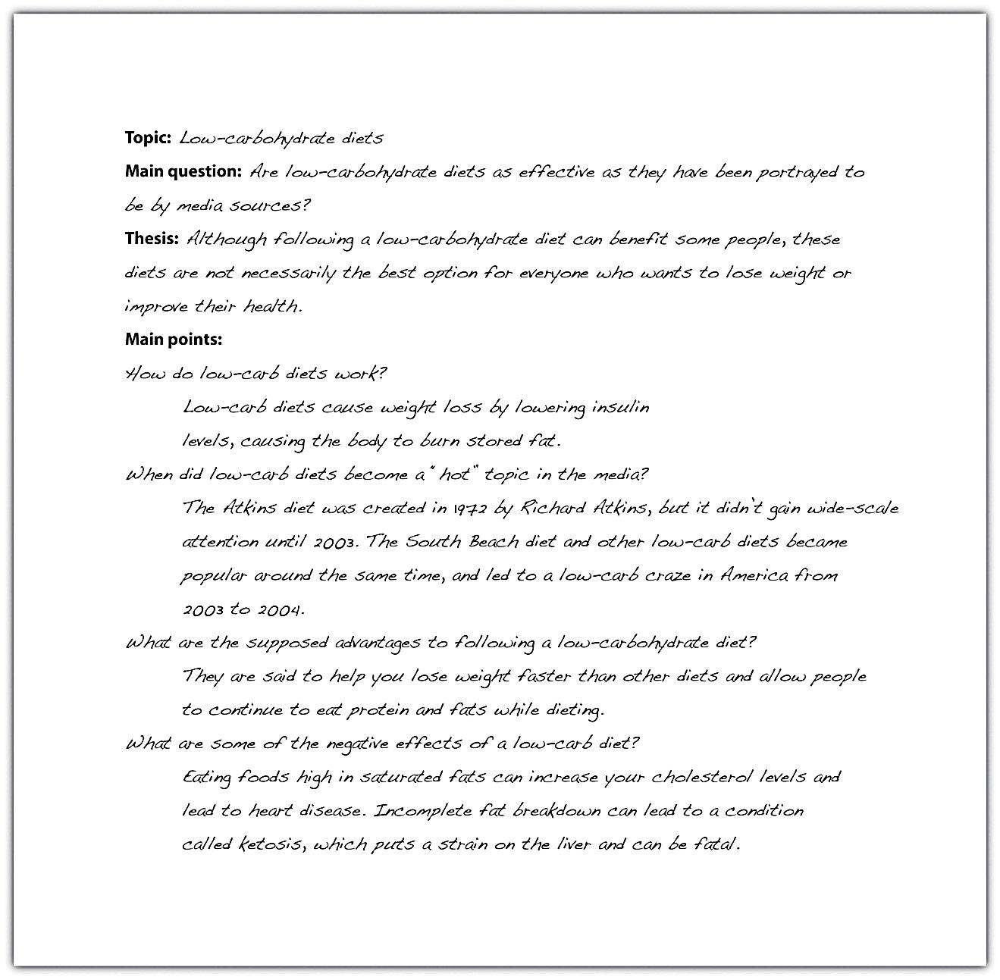 Topic: Low-carbohydrate diets
Main question: Are low-carbohydrate diets as effective as they have been portrayed to
be by media sources?
Thesis: Although following a low-carbohydrate diet can benefit some people, these
diets are not necessarily the best option for everyone who wants to lose weight or
improve their health.
Main points:
How do low-carb diets work?
Low-carb diets cause weight loss by lowering insulin
levels, causing the body to burn stored fat.
When did low-carb diets become a "hot" topic in the media?
The Atkins diet was created in 1972 by Richard Atkins, but it didn't gain wide-scale
attention until 2003. The South Beach diet and other low-carb diets became
popular around the same time, and led to a low-carb craze in America from
2003 to 2004.
What are the supposed advantages to following a low-carbohydrate diet?
They are said to help you lose weight faster than other diets and allow people
to continue to eat protein and fats while dieting.
What are some of the negative effects of a low-carb diet?
Eating foods high in saturated fats can increase your cholesterol levels and
lead to heart disease. Incomplete fat breakdown can lead to a condition
called ketosis, which puts a strain on the liver and can be fatal.